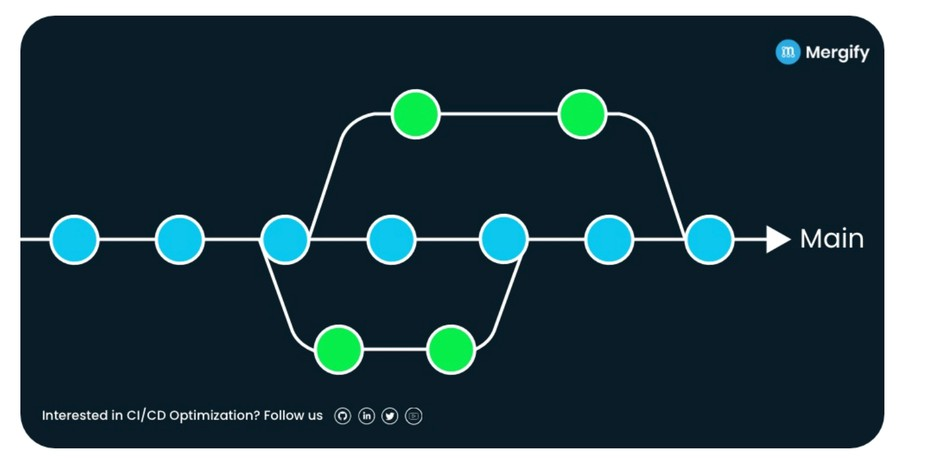 Mergify
Main
Interested in CI/CD Optimization? Follow us